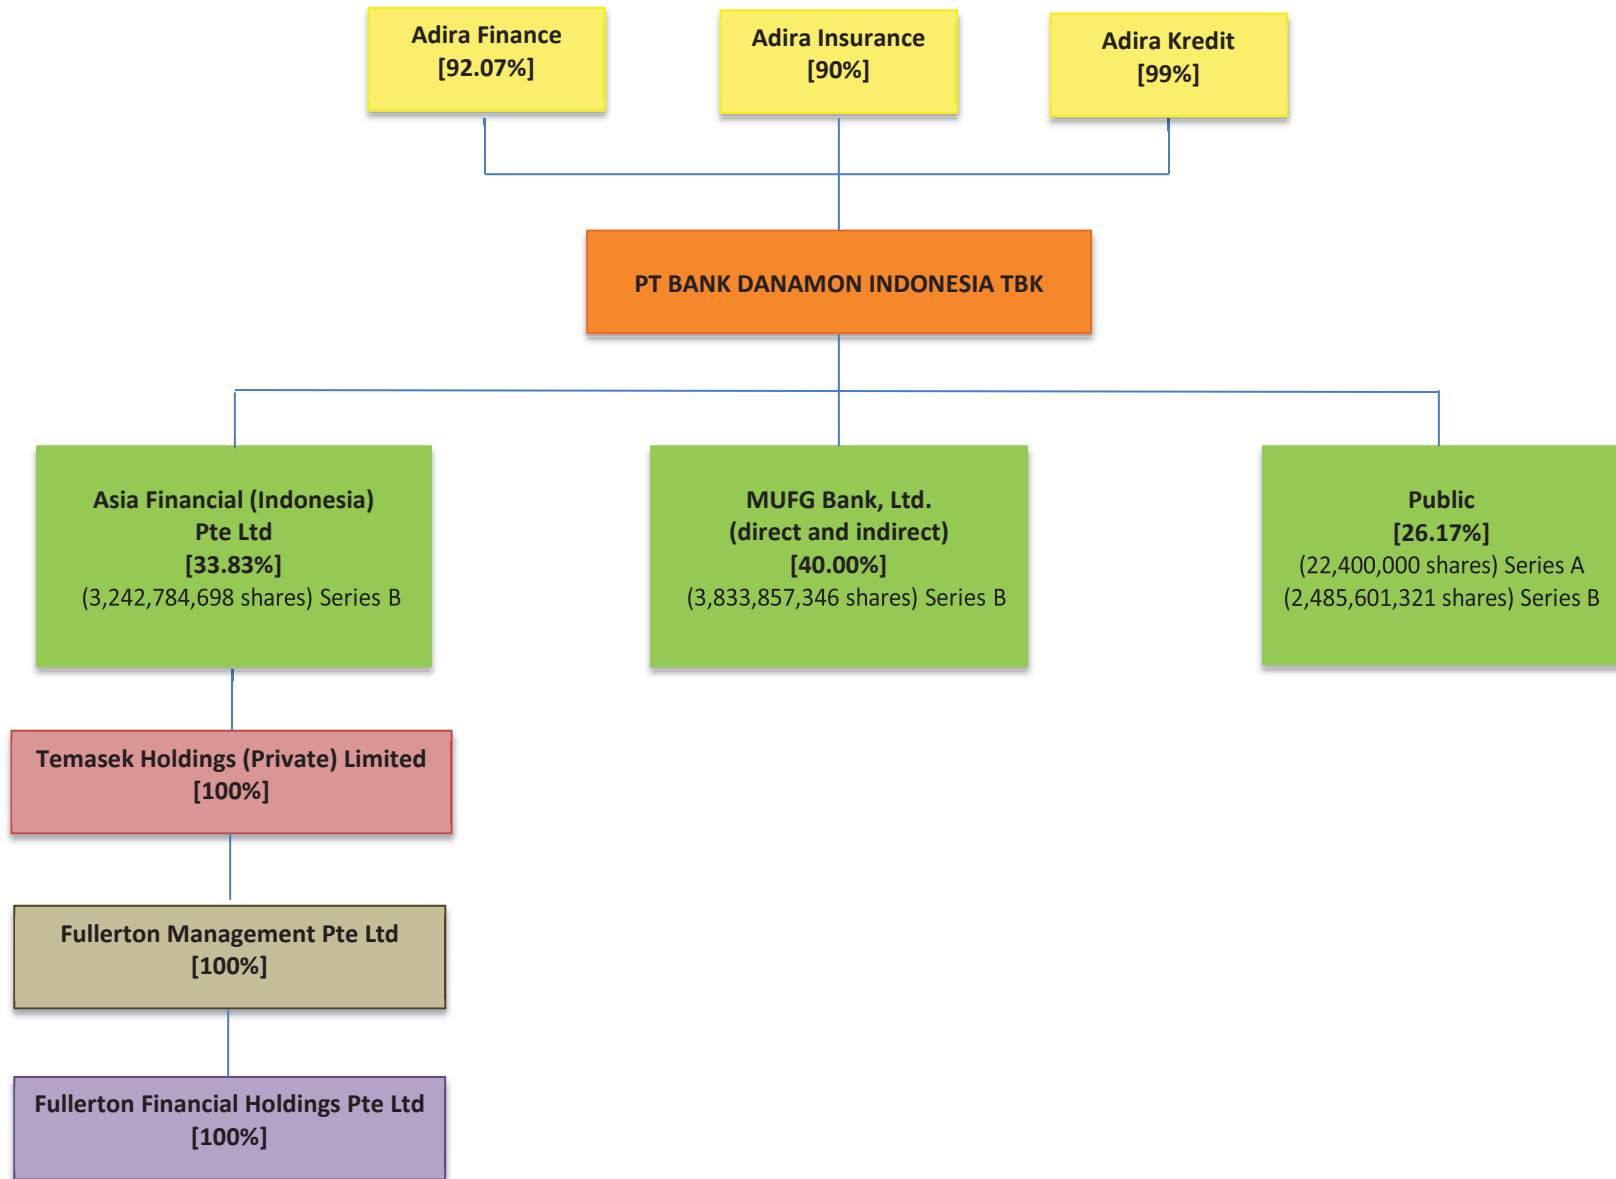 Adira Finance
[92.07%]
Adira Insurance
[90%]
Adira Kredit
[99%]
PT BANK DANAMON INDONESIA TBK
Asia Financial (Indonesia)
Pte Ltd
[33.83%]
(3,242,784,698 shares) Series B
MUFG Bank, Ltd.
(direct and indirect)
[40.00%]
(3,833,857,346 shares) Series B
Public
[26.17%]
(22,400,000 shares) Series A
(2,485,601,321 shares) Series B
Temasek Holdings (Private) Limited
[100%]
Fullerton Management Pte Ltd
[100%]
Fullerton Financial Holdings Pte Ltd
[100%]